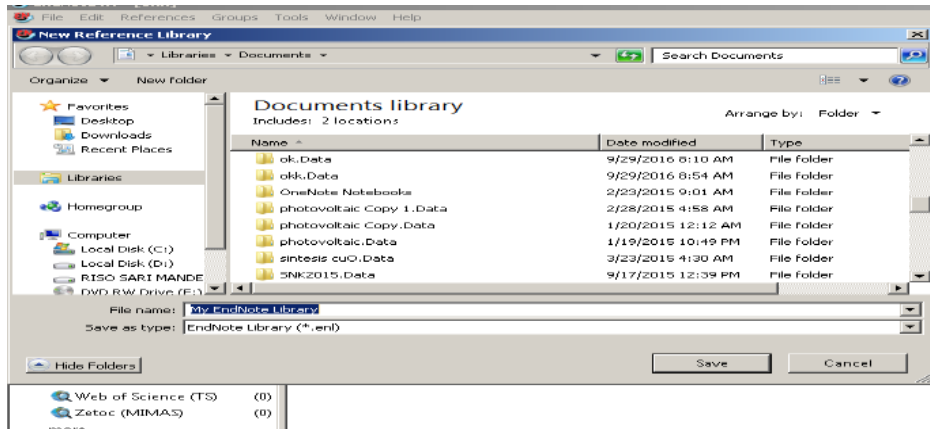 File Edit References Groups Tools Window Help
New Reference Library
Libraries Documents Search Documents
Organize New folder
Favorites
Desktop
Downloads
Recent Places
Libraries
Homegroup
Computer
Local Disk (C:)
Local Disk (D:)
RISO SARI MANDE
DVD RW Drive (E:)
Documents library
Includes: 2 locations
Arrange by: Folder
Name Date modified Type
ok.Data 9/29/2016 8:10 AM File folder
okk.Data 9/29/2016 8:54 AM File folder
OneNote Notebooks 2/23/2015 9:01 AM File folder
photovoltaic Copy 1.Data 2/28/2015 4:58 AM File folder
photovoltaic Copy.Data 1/20/2015 12:12 AM File folder
photovoltaic.Data 1/19/2015 10:49 PM File folder
sintesis cuO.Data 3/23/2015 4:30 AM File folder
SNK2015.Data 9/17/2015 12:39 PM File folder
File name: My EndNote Library
Save as type: EndNote Library (*.enl)
Hide Folders Save Cancel
Web of Science (TS) (0)
Zetoc (MIMAS) (0)